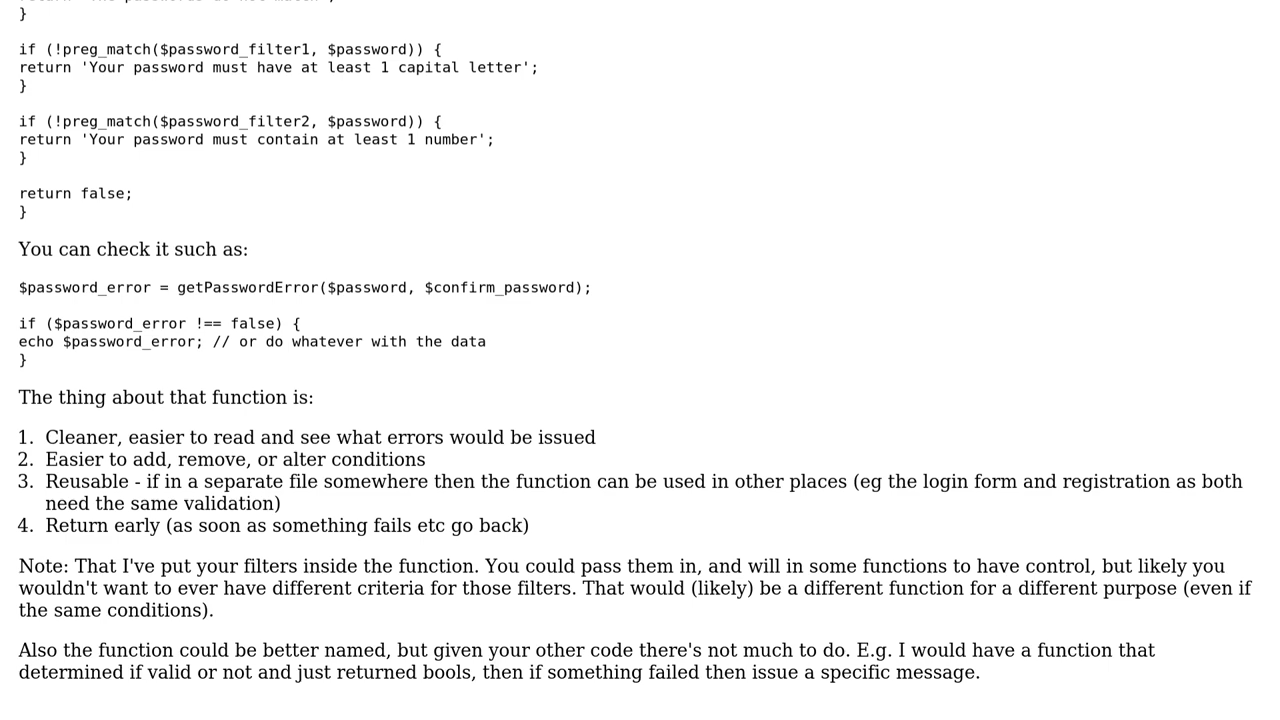 }
if (!preg_match($password_filter1, $password)) {
return 'Your password must have at least 1 capital letter';
}
if (!preg_match($password_filter2, $password)) {
return 'Your password must contain at least 1 number';
}
return false;
}
You can check it such as:
$password_error = getPasswordError($password, $confirm_password);
if ($password_error !== false) {
echo $password_error; // or do whatever with the data
}
The thing about that function is:
1. Cleaner, easier to read and see what errors would be issued
2. Easier to add, remove, or alter conditions
3. Reusable - if in a separate file somewhere then the function can be used in other places (eg the login form and registration as both
need the same validation)
4. Return early (as soon as something fails etc go back)
Note: That I've put your filters inside the function. You could pass them in, and will in some functions to have control, but likely you
wouldn't want to ever have different criteria for those filters. That would (likely) be a different function for a different purpose (even if
the same conditions).
Also the function could be better named, but given your other code there's not much to do. E.g. I would have a function that
determined if valid or not and just returned bools, then if something failed then issue a specific message.